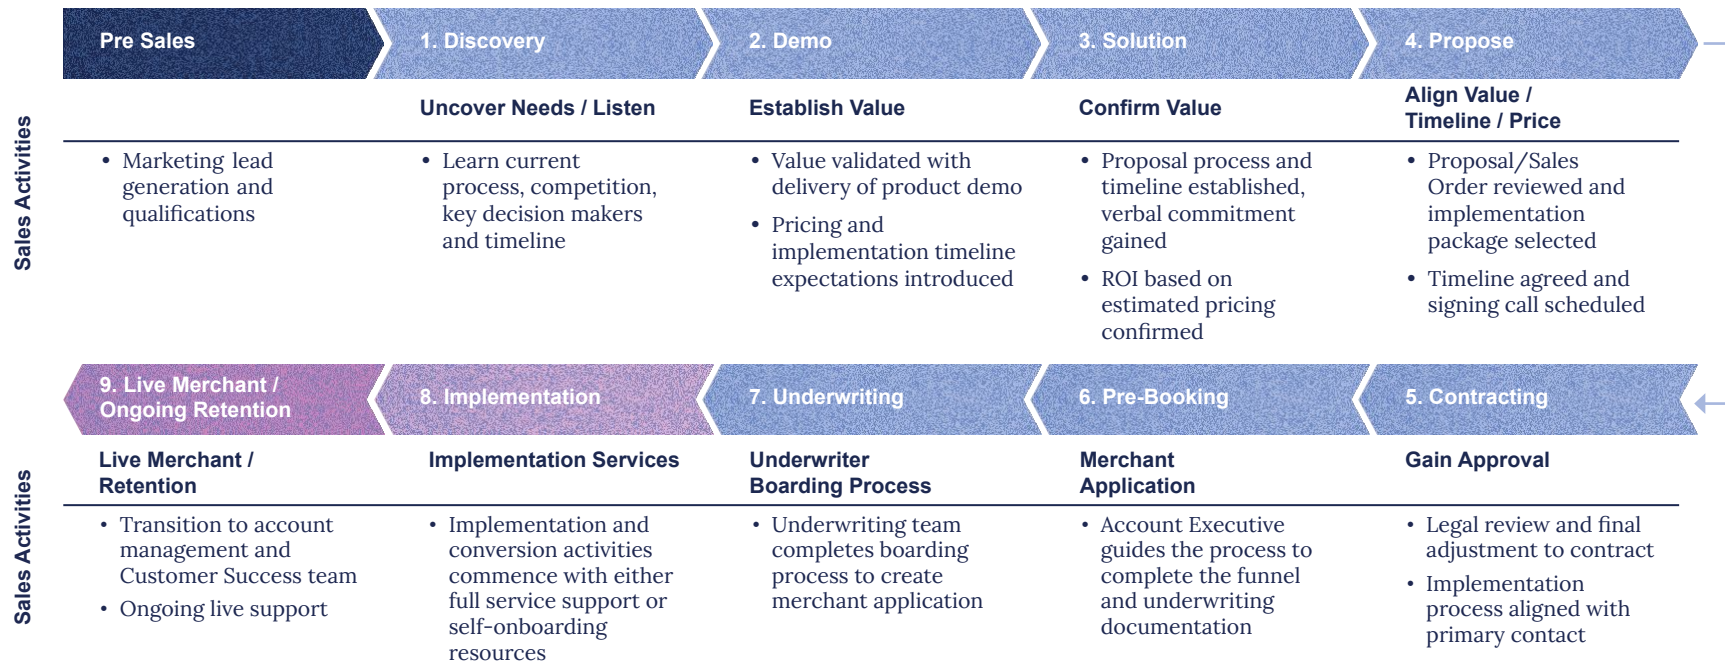 Pre Sales
1. Discovery
2. Demo
3. Solution
4. Propose
Sales Activities
Uncover Needs / Listen
Establish Value
Confirm Value
Align Value /
Timeline / Price
• Marketing lead
generation and
qualifications
• Learn current
process, competition,
key decision makers
and timeline
• Value validated with
delivery of product demo
• Pricing and
implementation timeline
expectations introduced
• Proposal process and
timeline established,
verbal commitment
gained
• ROI based on
estimated pricing
confirmed
• Proposal/Sales
Order reviewed and
implementation
package selected
• Timeline agreed and
signing call scheduled
9. Live Merchant /
Ongoing Retention
8. Implementation
7. Underwriting
6. Pre-Booking
5. Contracting
Sales Activities
Live Merchant /
Retention
• Transition to account
management and
Customer Success team
• Ongoing live support
Implementation Services
• Implementation and
conversion activities
commence with either
full service support or
self-onboarding
resources
Underwriter
Boarding Process
• Underwriting team
completes boarding
process to create
merchant application
Merchant
Application
• Account Executive
guides the process to
complete the funnel
and underwriting
documentation
Gain Approval
• Legal review and final
adjustment to contract
• Implementation
process aligned with
primary contact